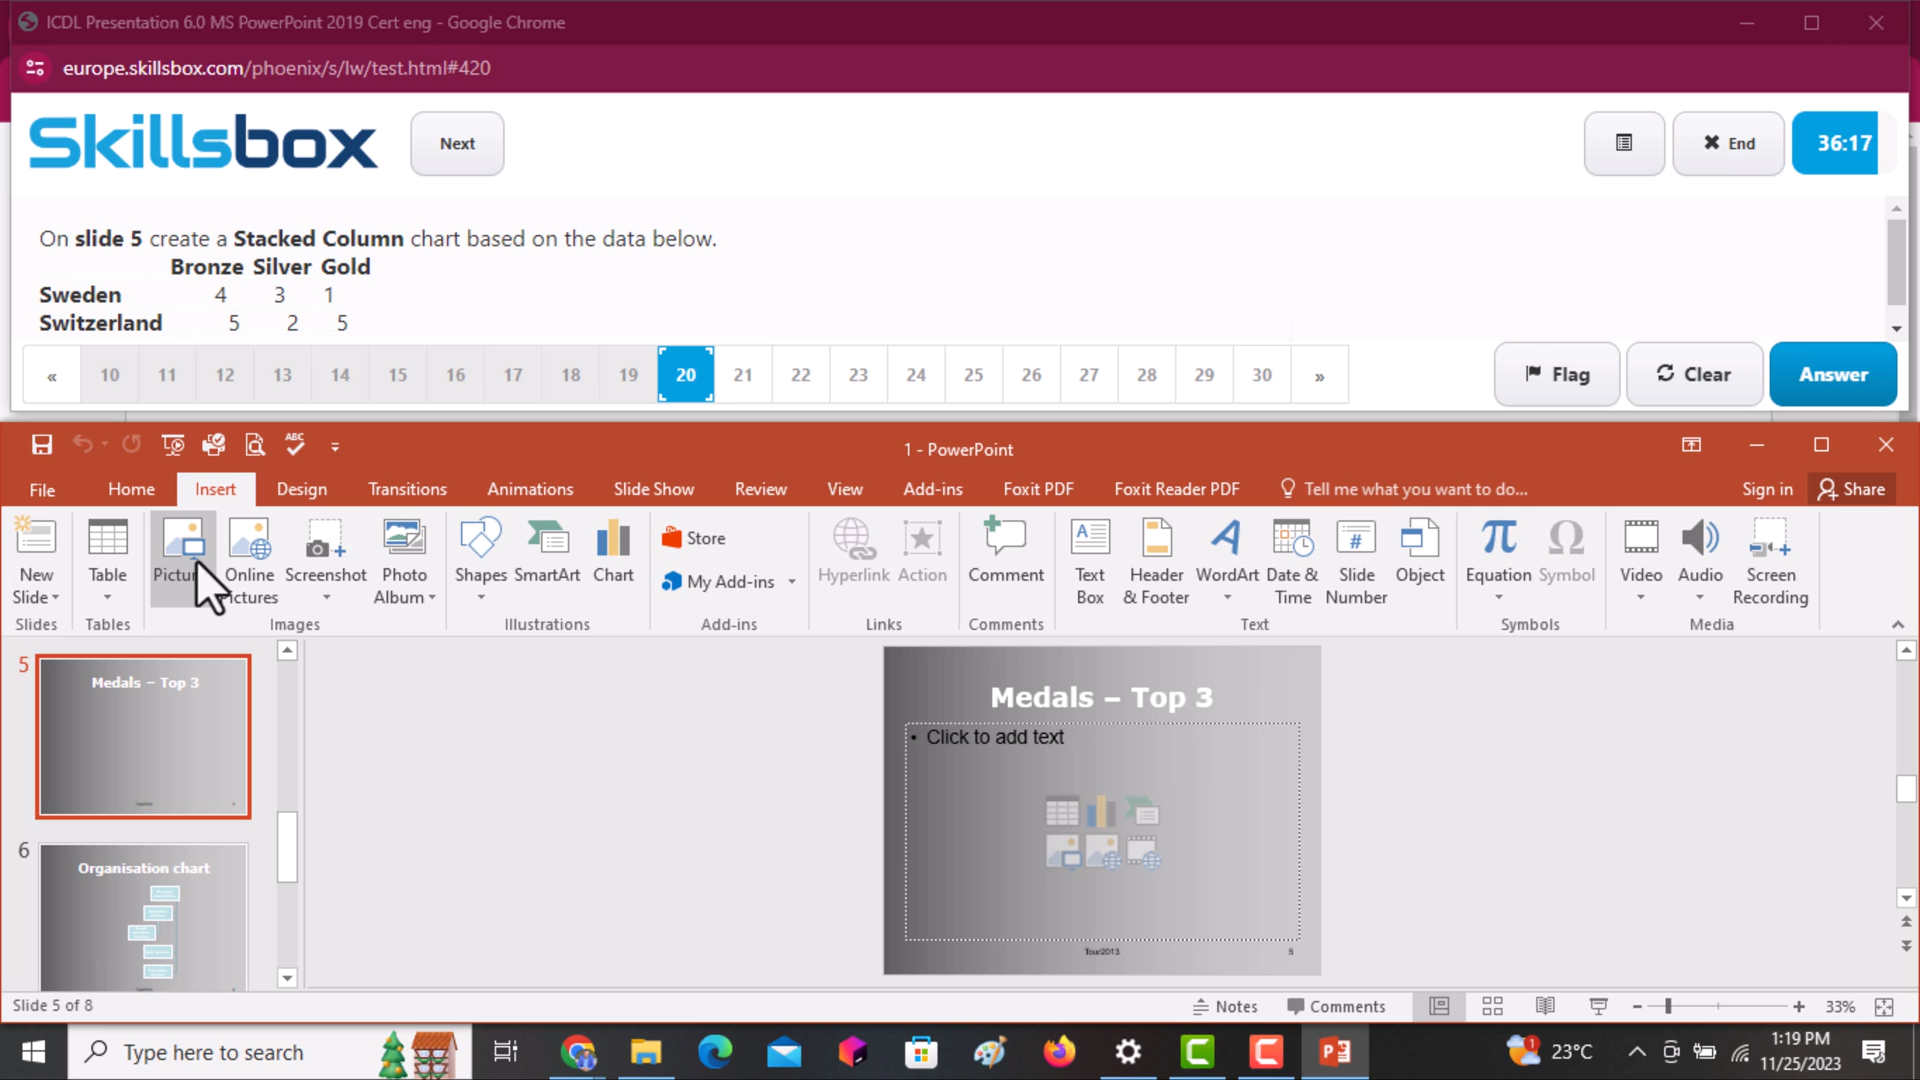 ICDL Presentation 6.0 MS PowerPoint 2019 Cert eng - Google Chrome
europe.skillsbox.com/phoenix/s/lw/test.html#420
Skillsbox
Next
End
36:17
On slide 5 create a Stacked Column chart based on the data below.
Bronze Silver Gold
Sweden 4 3 1
Switzerland 5 2 5
« 10 11 12 13 14 15 16 17 18 19 20 21 22 23 24 25 26 27 28 29 30 »
Flag
Clear
Answer
ABC
1 - PowerPoint
File Home Insert Design Transitions Animations Slide Show Review View Add-ins Foxit PDF Foxit Reader PDF Tell me what you want to do... Sign in Share
New Slide
Table
Pictur
Online Pictures
Screenshot
Photo Album
Shapes
SmartArt
Chart
Store
My Add-ins
Hyperlink
Action
Comment
Text Box
Header & Footer
WordArt
Date & Time
Slide Number
Object
Equation
Symbol
Video
Audio
Screen Recording
Slides Tables Images Illustrations Add-ins Links Comments Text Symbols Media
5
Medals – Top 3
6
Organisation chart
Medals – Top 3
• Click to add text
Tour2013
5
Slide 5 of 8
Notes
Comments
33%
Type here to search
23°C
1:19 PM
11/25/2023